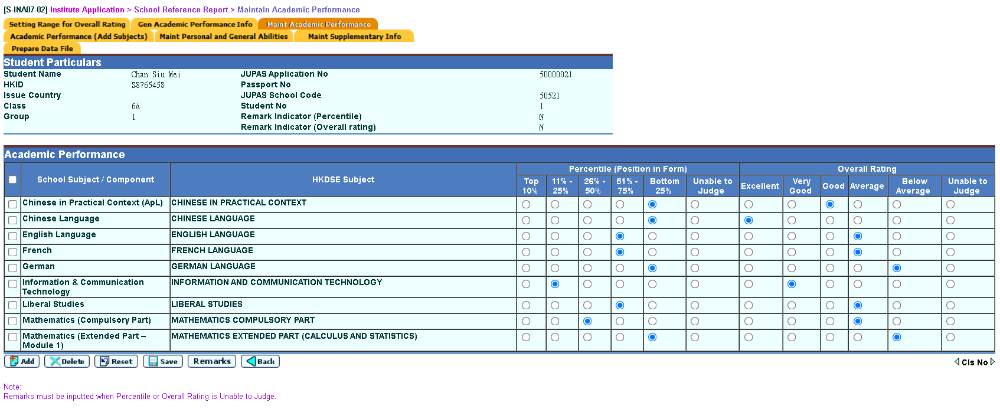 [S-INA07-02] Institute Application > School Reference Report > Maintain Academic Performance
Setting Range for Overall Rating Gen Academic Performance Info Maint Academic Performance
Academic Performance (Add Subjects) Maint Personal and General Abilities Maint Supplementary Info
Prepare Data File
Student Particulars
Student Name Chan Siu Mei JUPAS Application No 50000021
HKID S8765458 Passport No
Issue Country JUPAS School Code 50521
Class 6A Student No 1
Group 1 Remark Indicator (Percentile) N
Remark Indicator (Overall rating) N
Academic Performance
School Subject / Component HKDSE Subject Percentile (Position in Form) Overall Rating
Top 10% 11% - 25% 26% - 50% 51% - 75% Bottom 25% Unable to Judge Excellent Very Good Good Average Below Average Unable to Judge
Chinese in Practical Context (ApL) CHINESE IN PRACTICAL CONTEXT
Chinese Language CHINESE LANGUAGE
English Language ENGLISH LANGUAGE
French FRENCH LANGUAGE
German GERMAN LANGUAGE
Information & Communication Technology INFORMATION AND COMMUNICATION TECHNOLOGY
Liberal Studies LIBERAL STUDIES
Mathematics (Compulsory Part) MATHEMATICS COMPULSORY PART
Mathematics (Extended Part – Module 1) MATHEMATICS EXTENDED PART (CALCULUS AND STATISTICS)
Add Delete Reset Save Remarks Back Cls No
Note:
Remarks must be inputted when Percentile or Overall Rating is Unable to Judge.